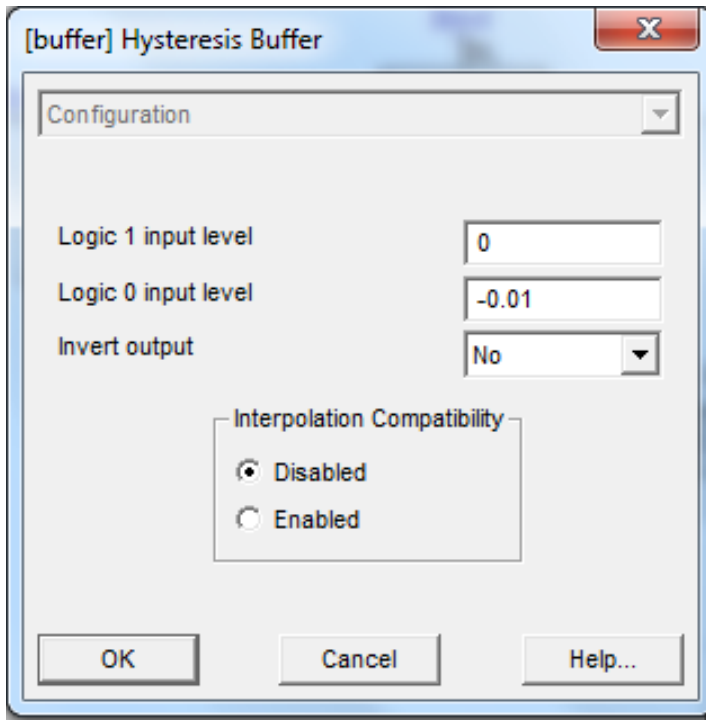 [buffer] Hysteresis Buffer
Configuration
Logic 1 input level 0
Logic 0 input level -0.01
Invert output No
Interpolation Compatibility
Disabled
Enabled
OK Cancel Help...